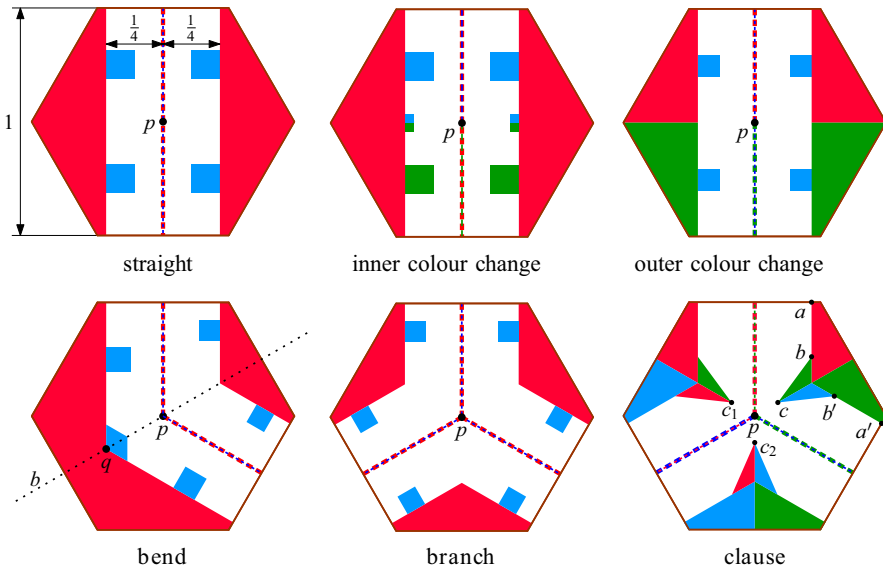 1/4 1/4
1
p p p
straight inner colour change outer colour change
a
b
c₁ c b′
p p p a′
q c₂
b
bend branch clause